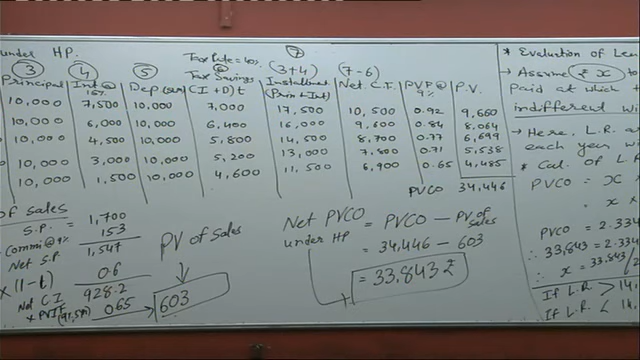 under HP.
Tax Rate = 40%
③ ④ ⑤ ⑥ ⑦
(3+4) (7-6)
Principal Int @ 15% Dep (SLM) Tax Savings (I + D) t Installment (Prin + Int) Net C.I. PVF @ 9% P.V.
10,000 7,500 10,000 7,000 17,500 10,500 0.92 9,660
10,000 6,000 10,000 6,400 16,000 9,600 0.84 8,064
10,000 4,500 10,000 5,800 14,500 8,700 0.77 6,699
10,000 3,000 10,000 5,200 13,000 7,800 0.71 5,538
10,000 1,500 10,000 4,600 11,500 6,900 0.65 4,485
PVCO 34,446
of Sales
S.P. = 1,700
Commi @ 9% 153
Net S.P. 1,547
× (1-t) 0.6
Net C.I 928.2
× PVIF 0.65
603
PV of Sales
Net PVCO under HP = PVCO - PV of Sales
= 34,446 - 603
= 33,843 ₹
* Evaluation of Lea
→ Assume ₹ x to
paid at which
indifferent w
→ Here, L.R. a
each year w
* Cal. of L.
PVCO = x
= x ×
PVCO = 2.334
∴ 33,843 = 2.334
∴ x = 33,843/2
If L.R. > 14,
If L.R. < 14,